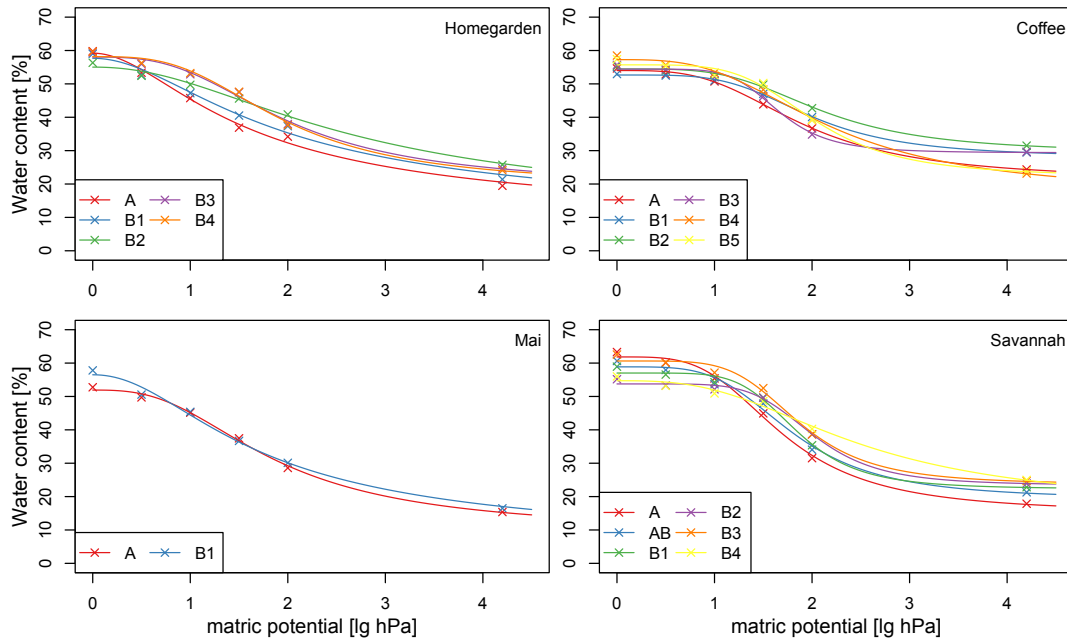 Homegarden
Water content [%]
70
60
50
40
30
20
10
0
A B3
B1 B4
B2
0 1 2 3 4
Coffee
70
60
50
40
30
20
10
0
A B3
B1 B4
B2 B5
0 1 2 3 4
Mai
Water content [%]
70
60
50
40
30
20
10
0
A B1
0 1 2 3 4
matric potential [lg hPa]
Savannah
70
60
50
40
30
20
10
0
A B2
AB B3
B1 B4
0 1 2 3 4
matric potential [lg hPa]